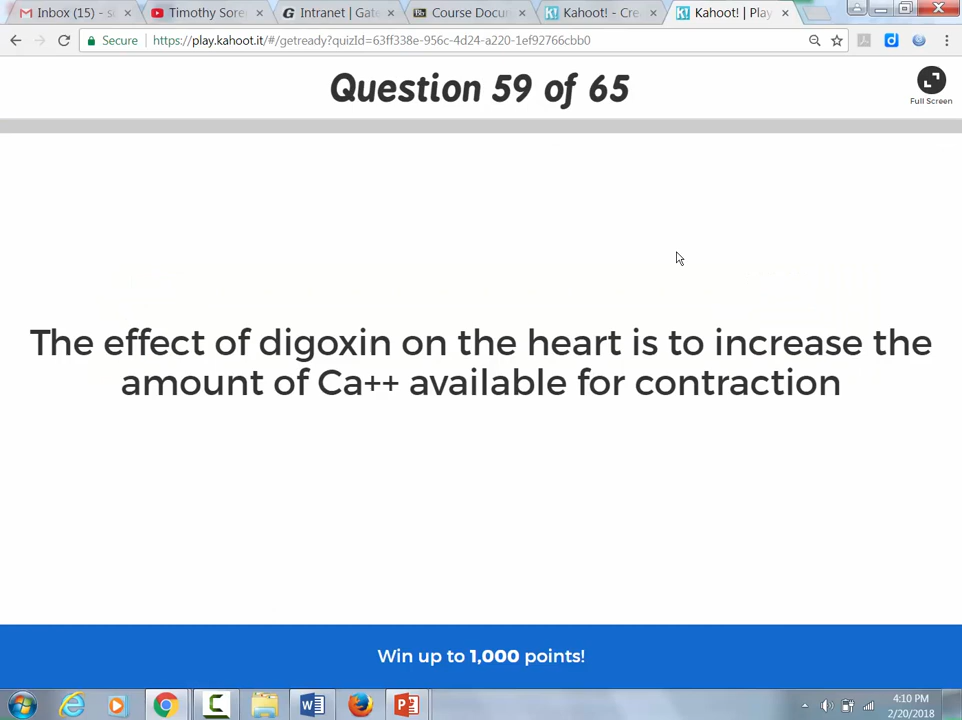 Inbox (15) - s
Timothy Sore
Intranet | Gat
Course Docu
Kahoot! - Cre
Kahoot! | Play
Secure
https://play.kahoot.it/#/getready?quizId=63ff338e-956c-4d24-a220-1ef92766cbb0
Question 59 of 65
Full Screen
The effect of digoxin on the heart is to increase the
amount of Ca++ available for contraction
Win up to 1,000 points!
4:10 PM
2/20/2018